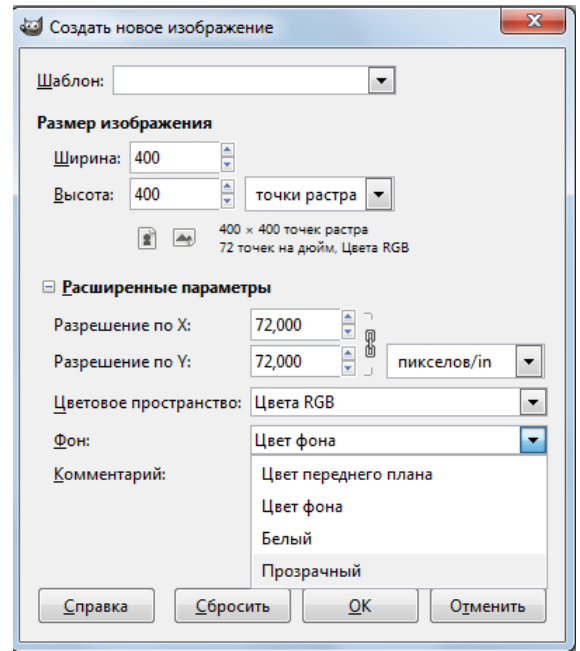 Создать новое изображение
Шаблон:
Размер изображения
Ширина: 400
Высота: 400 точки растра
400 × 400 точек растра
72 точек на дюйм, Цвета RGB
Расширенные параметры
Разрешение по X: 72,000
Разрешение по Y: 72,000 пикселов/in
Цветовое пространство: Цвета RGB
Фон: Цвет фона
Комментарий:
Цвет переднего плана
Цвет фона
Белый
Прозрачный
Справка Сбросить OK Отменить